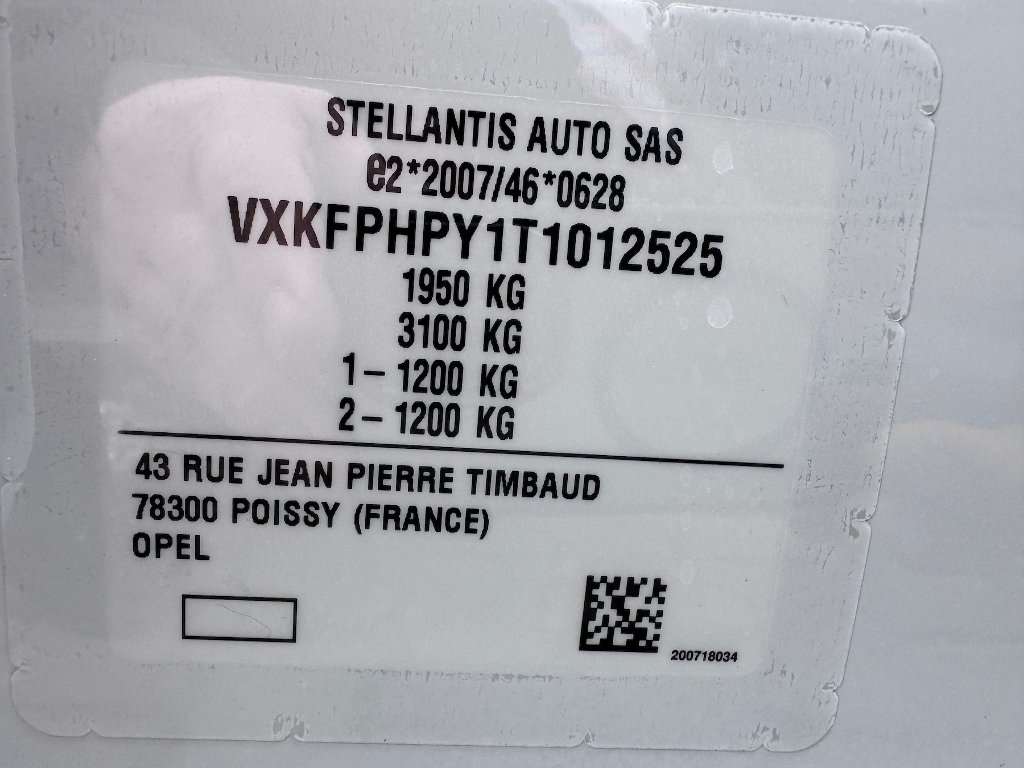 STELLANTIS AUTO SAS
e2*2007/46*0628
VXKFPHPY1T1012525
1950 KG
3100 KG
1– 1200 KG
2– 1200 KG
43 RUE JEAN PIERRE TIMBAUD
78300 POISSY (FRANCE)
OPEL
200718034